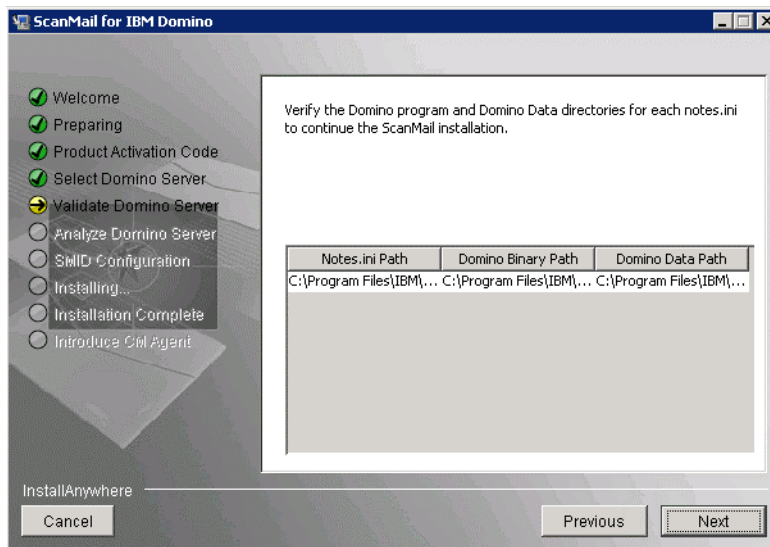 ScanMail for IBM Domino
Welcome
Preparing
Product Activation Code
Select Domino Server
Validate Domino Server
Analyze Domino Server
SMID Configuration
Installing...
Installation Complete
Introduce CM Agent
Verify the Domino program and Domino Data directories for each notes.ini
to continue the ScanMail installation.
Notes.ini Path Domino Binary Path Domino Data Path
C:\Program Files\IBM\... C:\Program Files\IBM\... C:\Program Files\IBM\...
InstallAnywhere
Cancel Previous Next